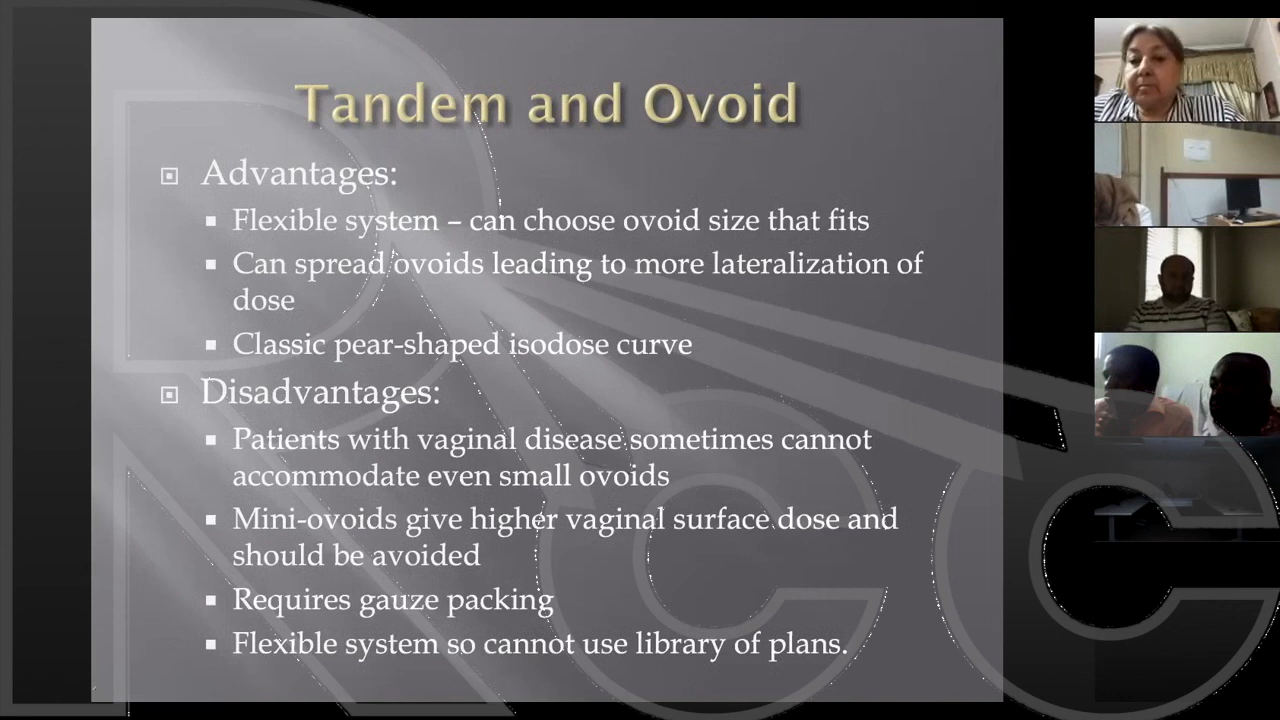 Tandem and Ovoid
Advantages:
Flexible system – can choose ovoid size that fits
Can spread ovoids leading to more lateralization of
dose
Classic pear-shaped isodose curve
Disadvantages:
Patients with vaginal disease sometimes cannot
accommodate even small ovoids
Mini-ovoids give higher vaginal surface dose and
should be avoided
Requires gauze packing
Flexible system so cannot use library of plans.